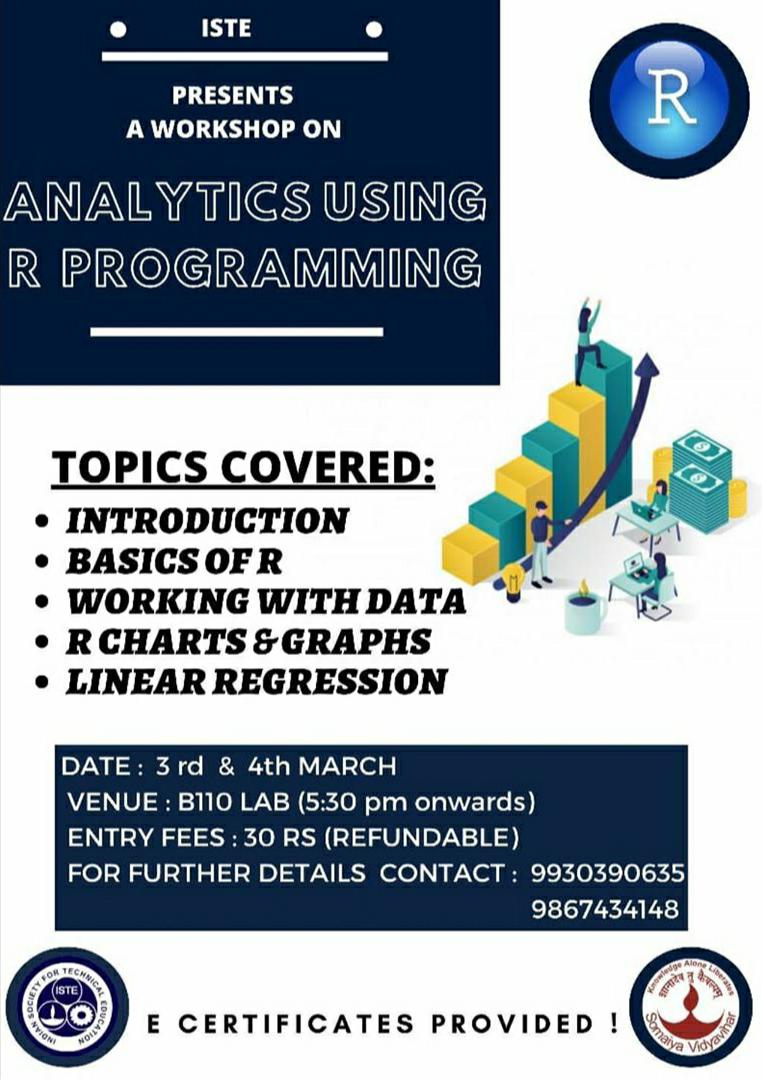 ISTE
PRESENTS
A WORKSHOP ON
ANALYTICS USING
R PROGRAMMING
R
TOPICS COVERED:
• INTRODUCTION
• BASICS OF R
• WORKING WITH DATA
• R CHARTS & GRAPHS
• LINEAR REGRESSION
DATE : 3 rd & 4th MARCH
VENUE : B110 LAB (5:30 pm onwards)
ENTRY FEES : 30 RS (REFUNDABLE)
FOR FURTHER DETAILS CONTACT : 9930390635
9867434148
INDIAN SOCIETY FOR TECHNICAL EDUCATION
ISTE
E CERTIFICATES PROVIDED !
Knowledge Alone Liberates
ज्ञानादेव तु कैवल्यम्
Somaiya Vidyavihar